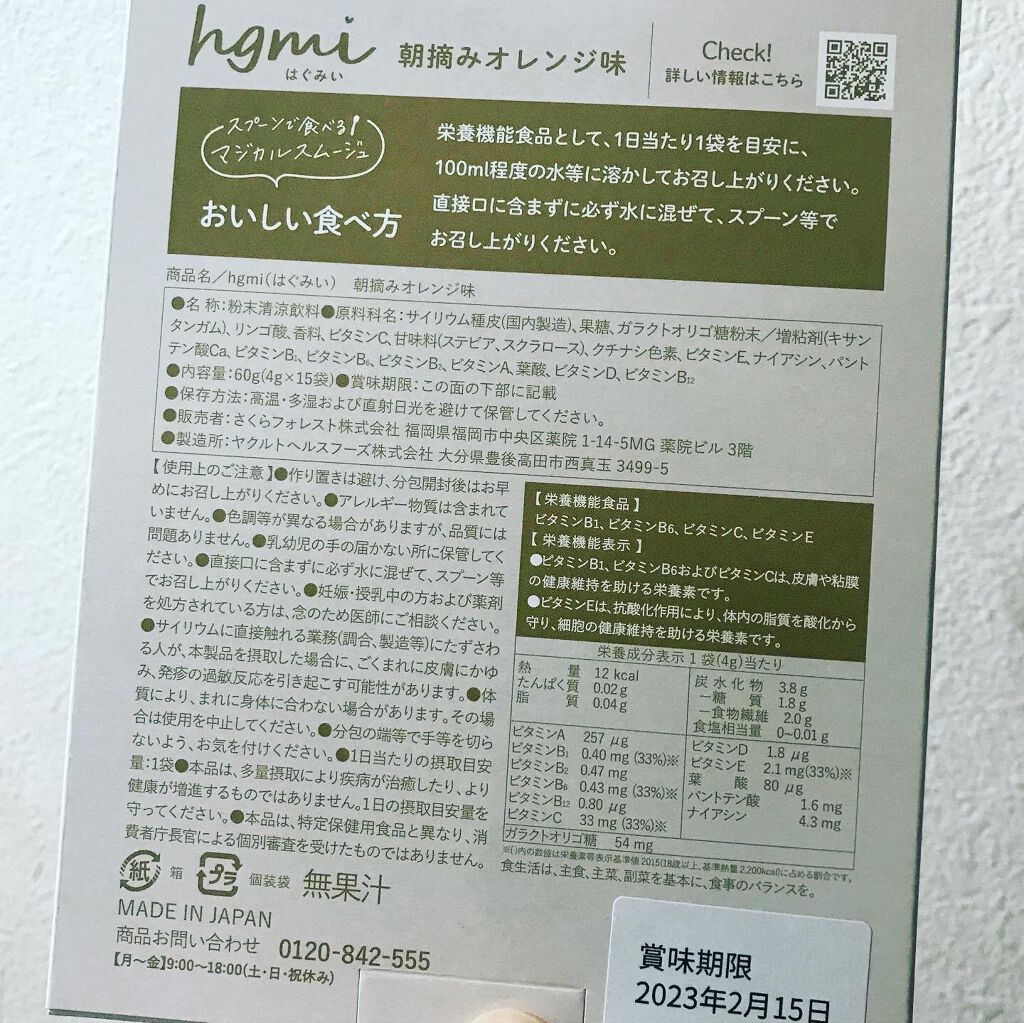 hgmi
はぐみい
朝摘みオレンジ味
Check!
詳しい情報はこちら
スプーンで食べる!
マジカルスムージュ
おいしい食べ方
栄養機能食品として、1日当たり1袋を目安に、
100ml程度の水等に溶かしてお召し上がりください。
直接口に含まずに必ず水に混ぜて、スプーン等で
お召し上がりください。
商品名/hgmi(はぐみい) 朝摘みオレンジ味
●名 称:粉末清涼飲料●原料科名:サイリウム種皮(国内製造)、果糖、ガラクトオリゴ糖粉末/増粘剤(キサン
タンガム)、リンゴ酸、香料、ビタミンC、甘味料(ステビア、スクラロース)、クチナシ色素、ビタミンE、ナイアシン、パント
テン酸Ca、ビタミンB₁、ビタミンB₆、ビタミンB₂、ビタミンA、葉酸、ビタミンD、ビタミンB₁₂
●内容量:60g(4g×15袋)●賞味期限:この面の下部に記載
●保存方法:高温・多湿および直射日光を避けて保管してください。
●販売者:さくらフォレスト株式会社 福岡県福岡市中央区薬院 1-14-5MG 薬院ビル 3階
●製造所:ヤクルトヘルスフーズ株式会社 大分県豊後高田市西真玉 3499-5
【使用上のご注意】●作り置きは避け、分包開封後はお早
めにお召し上がりください。●アレルギー物質は含まれて
いません。●色調等が異なる場合がありますが、品質には
問題ありません。●乳幼児の手の届かない所に保管してく
ださい。●直接口に含まずに必ず水に混ぜて、スプーン等
でお召し上がりください。●妊娠・授乳中の方および薬剤
を処方されている方は、念のため医師にご相談ください。
●サイリウムに直接触れる業務(調合、製造等)にたずさわ
る人が、本製品を摂取した場合に、ごくまれに皮膚にかゆ
み、発疹の過敏反応を引き起こす可能性があります。●体
質により、まれに身体に合わない場合があります。その場
合は使用を中止してください。●分包の端等で手等を切ら
ないよう、お気を付けください。●1日当たりの摂取目安
量:1袋●本品は、多量摂取により疾病が治癒したり、より
健康が増進するものではありません。1日の摂取目安量を
守ってください。●本品は、特定保健用食品と異なり、消
費者庁長官による個別審査を受けたものではありません。
【栄養機能食品】
ビタミンB1、ビタミンB6、ビタミンC、ビタミンE
【栄養機能表示】
●ビタミンB1、ビタミンB6およびビタミンCは、皮膚や粘膜
の健康維持を助ける栄養素です。
●ビタミンEは、抗酸化作用により、体内の脂質を酸化から
守り、細胞の健康維持を助ける栄養素です。
栄養成分表示 1 袋(4g)当たり
熱 量 12 kcal
たんぱく質 0.02g
脂 質 0.04g
炭水化物 3.8g
ー糖 質 1.8g
ー食物繊維 2.0g
食塩相当量 0~0.01g
ビタミンA 257 μg
ビタミンB₁ 0.40 mg (33%)※
ビタミンB₂ 0.47 mg
ビタミンB₆ 0.43 mg (33%)※
ビタミンB₁₂ 0.80 μg
ビタミンC 33 mg (33%)※
ビタミンD 1.8 μg
ビタミンE 2.1 mg(33%)※
葉 酸 80 μg
パントテン酸 1.6 mg
ナイアシン 4.3 mg
ガラクトオリゴ糖 54 mg
※( )内の数値は栄養素等表示基準値 2015(18歳以上、基準熱量 2,200kcal)に占める割合です。
食生活は、主食、主菜、副菜を基本に、食事のバランスを。
紙 箱 プラ 個装袋 無果汁
MADE IN JAPAN
商品お問い合わせ 0120-842-555
【月~金】9:00~18:00(土・日・祝休み)
賞味期限
2023年2月15日